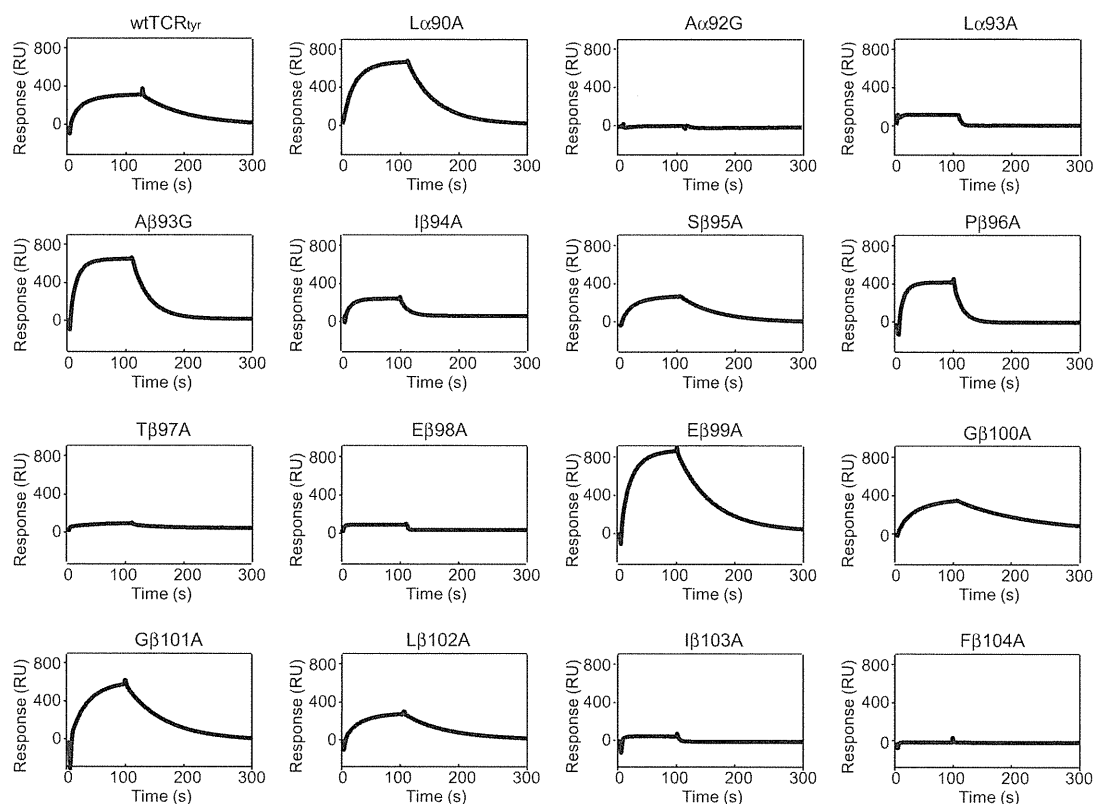 wtTCRtyr
Lα90A
Aα92G
Lα93A
Response (RU)
800
400
0
0 100 200 300
Time (s)
Response (RU)
800
400
0
0 100 200 300
Time (s)
Response (RU)
800
400
0
0 100 200 300
Time (s)
Response (RU)
800
400
0
0 100 200 300
Time (s)
Aβ93G
Iβ94A
Sβ95A
Pβ96A
Response (RU)
800
400
0
0 100 200 300
Time (s)
Response (RU)
800
400
0
0 100 200 300
Time (s)
Response (RU)
800
400
0
0 100 200 300
Time (s)
Response (RU)
800
400
0
0 100 200 300
Time (s)
Tβ97A
Eβ98A
Eβ99A
Gβ100A
Response (RU)
800
400
0
0 100 200 300
Time (s)
Response (RU)
800
400
0
0 100 200 300
Time (s)
Response (RU)
800
400
0
0 100 200 300
Time (s)
Response (RU)
800
400
0
0 100 200 300
Time (s)
Gβ101A
Lβ102A
Iβ103A
Fβ104A
Response (RU)
800
400
0
0 100 200 300
Time (s)
Response (RU)
800
400
0
0 100 200 300
Time (s)
Response (RU)
800
400
0
0 100 200 300
Time (s)
Response (RU)
800
400
0
0 100 200 300
Time (s)